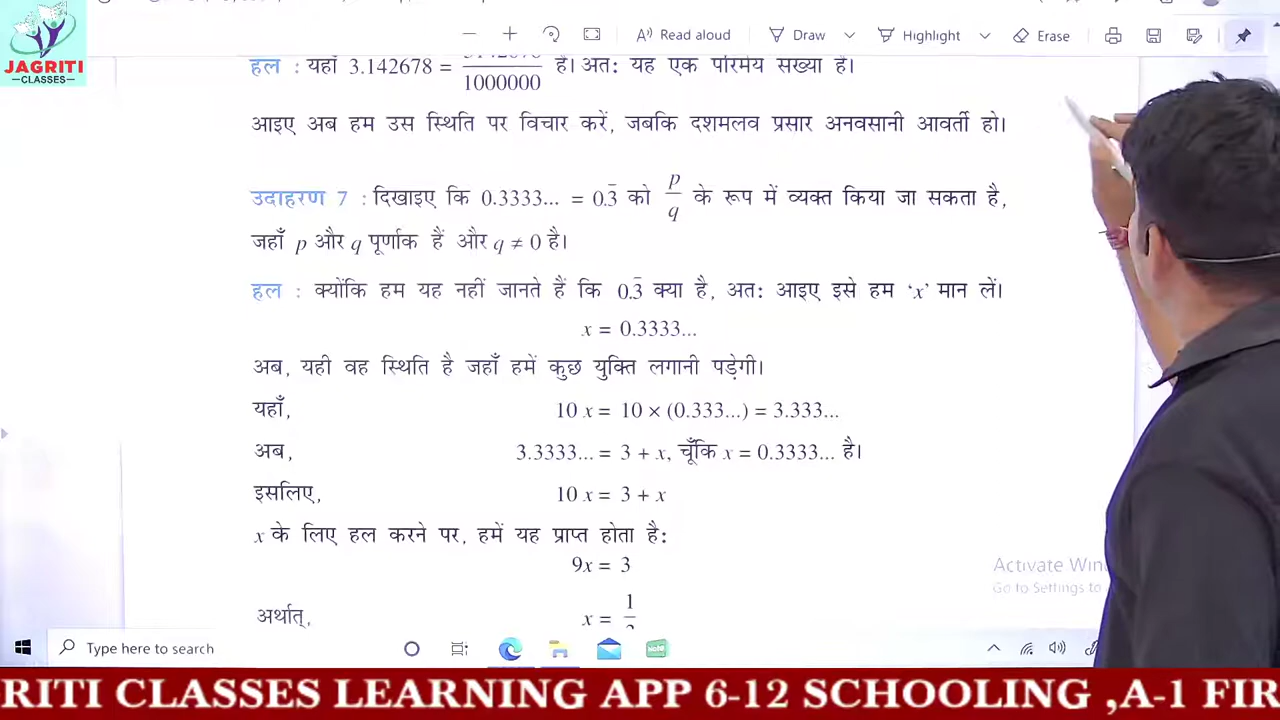 JAGRITI
CLASSES
Read aloud
Draw
Highlight
Erase
हल : यहाँ 3.142678 = 3142678/1000000 है। अतः यह एक परिमेय संख्या है।
आइए अब हम उस स्थिति पर विचार करें, जबकि दशमलव प्रसार अनवसानी आवर्ती हो।
उदाहरण 7 : दिखाइए कि 0.3333... = 0.3̅ को p/q के रूप में व्यक्त किया जा सकता है,
जहाँ p और q पूर्णांक हैं और q ≠ 0 है।
हल : क्योंकि हम यह नहीं जानते हैं कि 0.3̅ क्या है, अतः आइए इसे हम ‘x’ मान लें।
x = 0.3333...
अब, यही वह स्थिति है जहाँ हमें कुछ युक्ति लगानी पड़ेगी।
यहाँ, 10 x = 10 × (0.333...) = 3.333...
अब, 3.3333... = 3 + x, चूँकि x = 0.3333... है।
इसलिए, 10 x = 3 + x
x के लिए हल करने पर, हमें यह प्राप्त होता है:
9x = 3
अर्थात्, x = 1/
Activate Win
Go to Settings to
Type here to search
RITI CLASSES LEARNING APP 6-12 SCHOOLING ,A-1 FIR